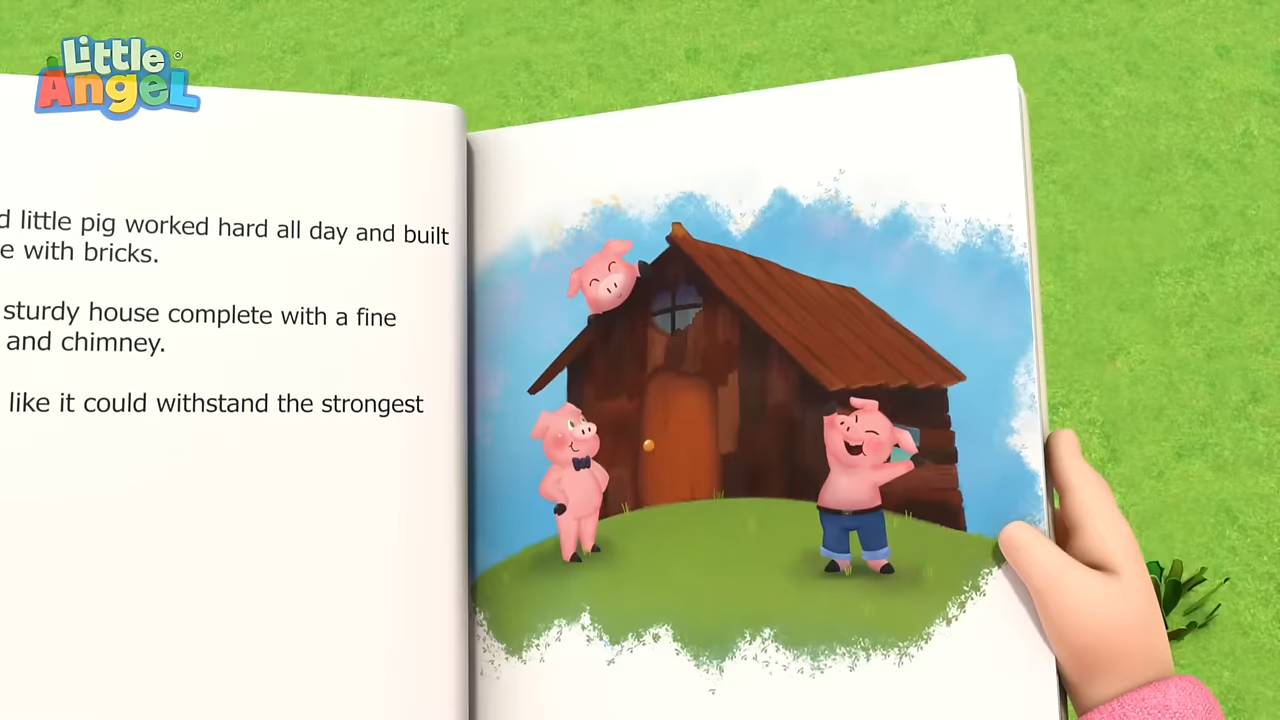 Little
Angel
d little pig worked hard all day and built
e with bricks.
sturdy house complete with a fine
and chimney.
like it could withstand the strongest